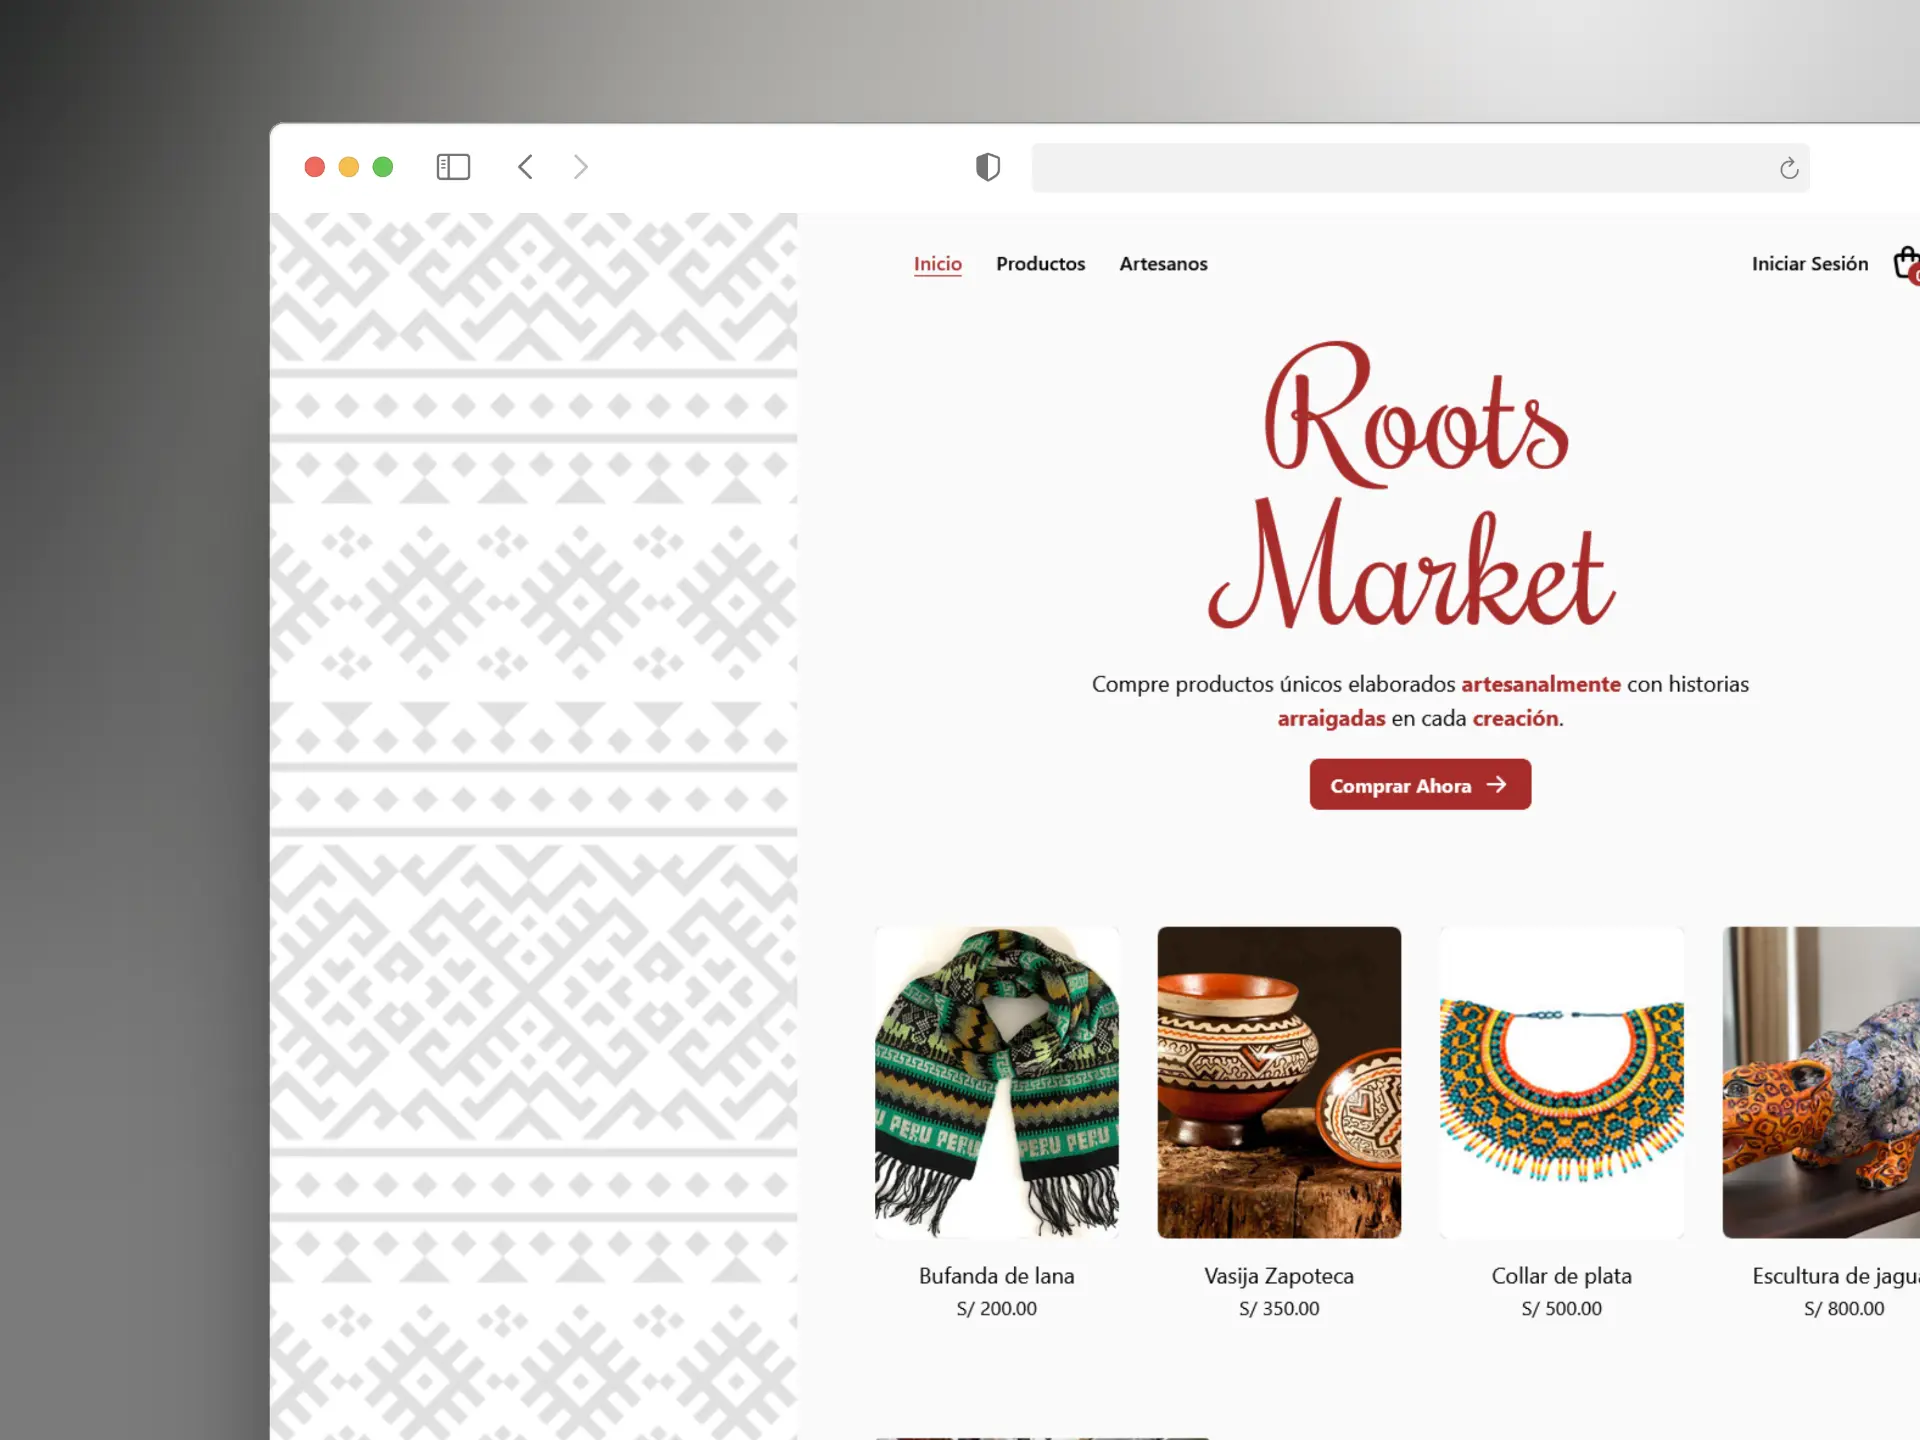 Inicio Productos Artesanos Iniciar Sesión
Roots
Market
Compre productos únicos elaborados artesanalmente con historias
arraigadas en cada creación.
Comprar Ahora
PERU PERU
PERU PERU
Bufanda de lana Vasija Zapoteca Collar de plata Escultura de jagua
S/ 200.00 S/ 350.00 S/ 500.00 S/ 800.00